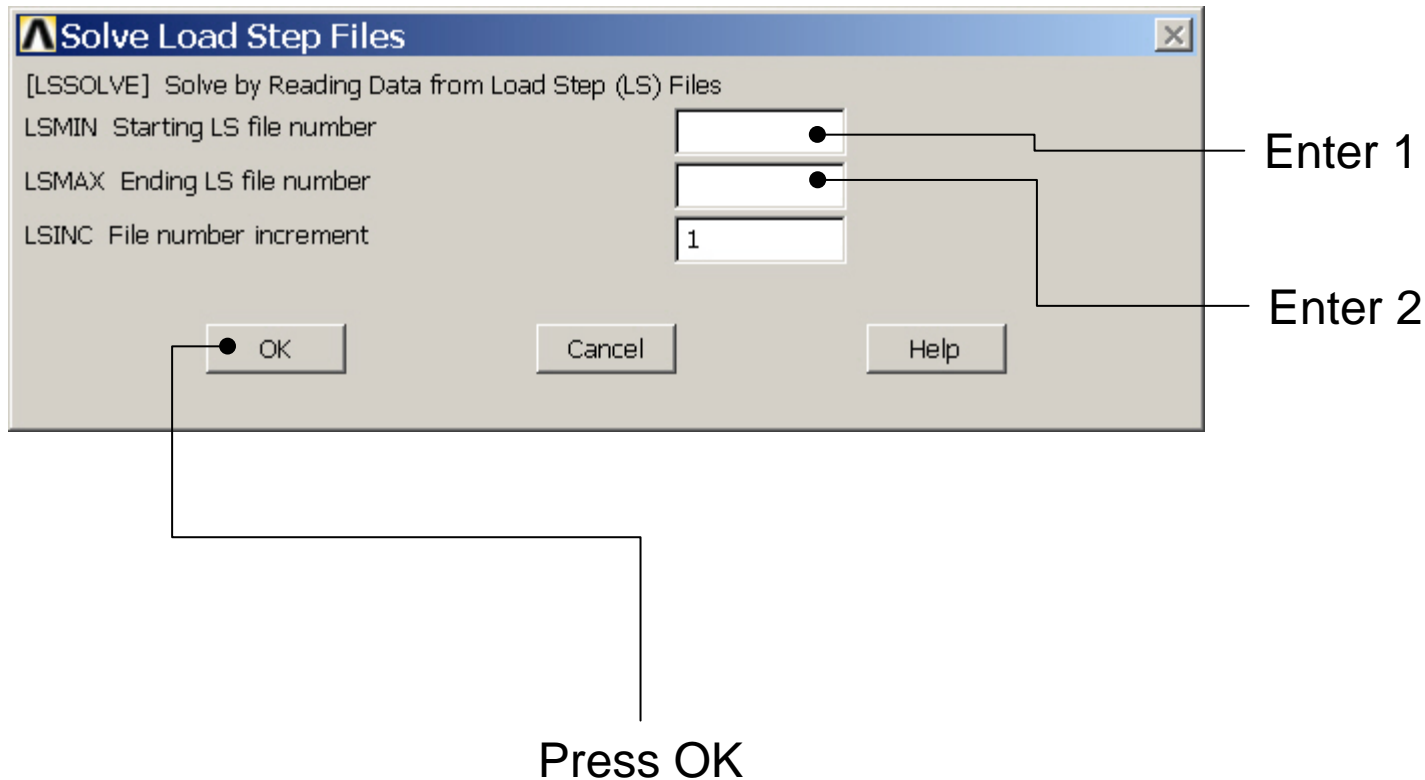 Solve Load Step Files
[LSSOLVE] Solve by Reading Data from Load Step (LS) Files
LSMIN Starting LS file number
Enter 1
LSMAX Ending LS file number
LSINC File number increment
1
Enter 2
OK
Cancel
Help
Press OK